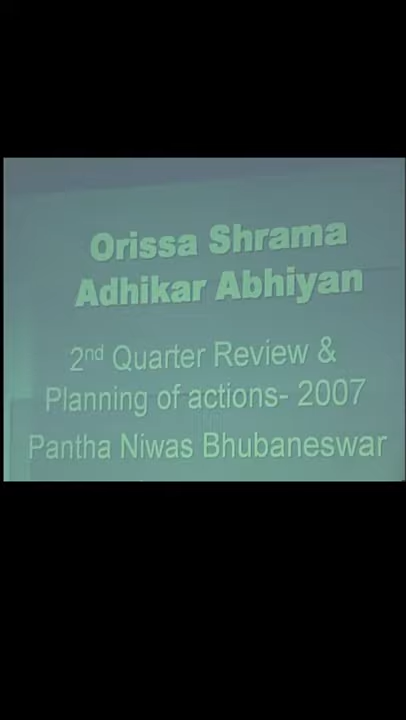 Orissa Shrama
Adhikar Abhiyan
2nd Quarter Review &
Planning of actions- 2007
Pantha Niwas Bhubaneswar